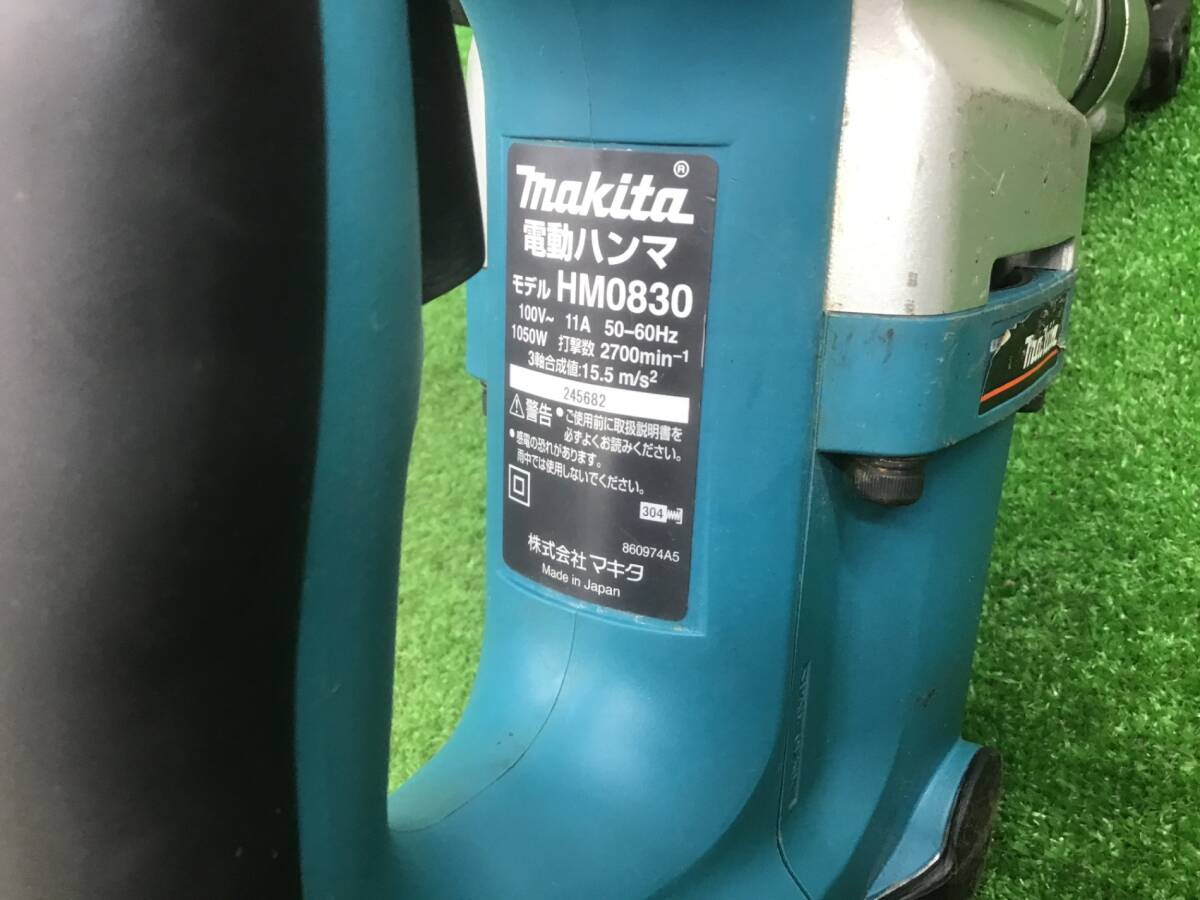 makita®
電動ハンマ
モデル HM0830
100V~ 11A 50-60Hz
1050W 打撃数 2700min⁻¹
3軸合成値:15.5 m/s²
245682
⚠警告 ●ご使用前に取扱説明書を
必ずよくお読みください。
●感電の恐れがあります。
雨中では使用しないでください。
304
860974A5
株式会社 マキタ
Made in Japan
makita